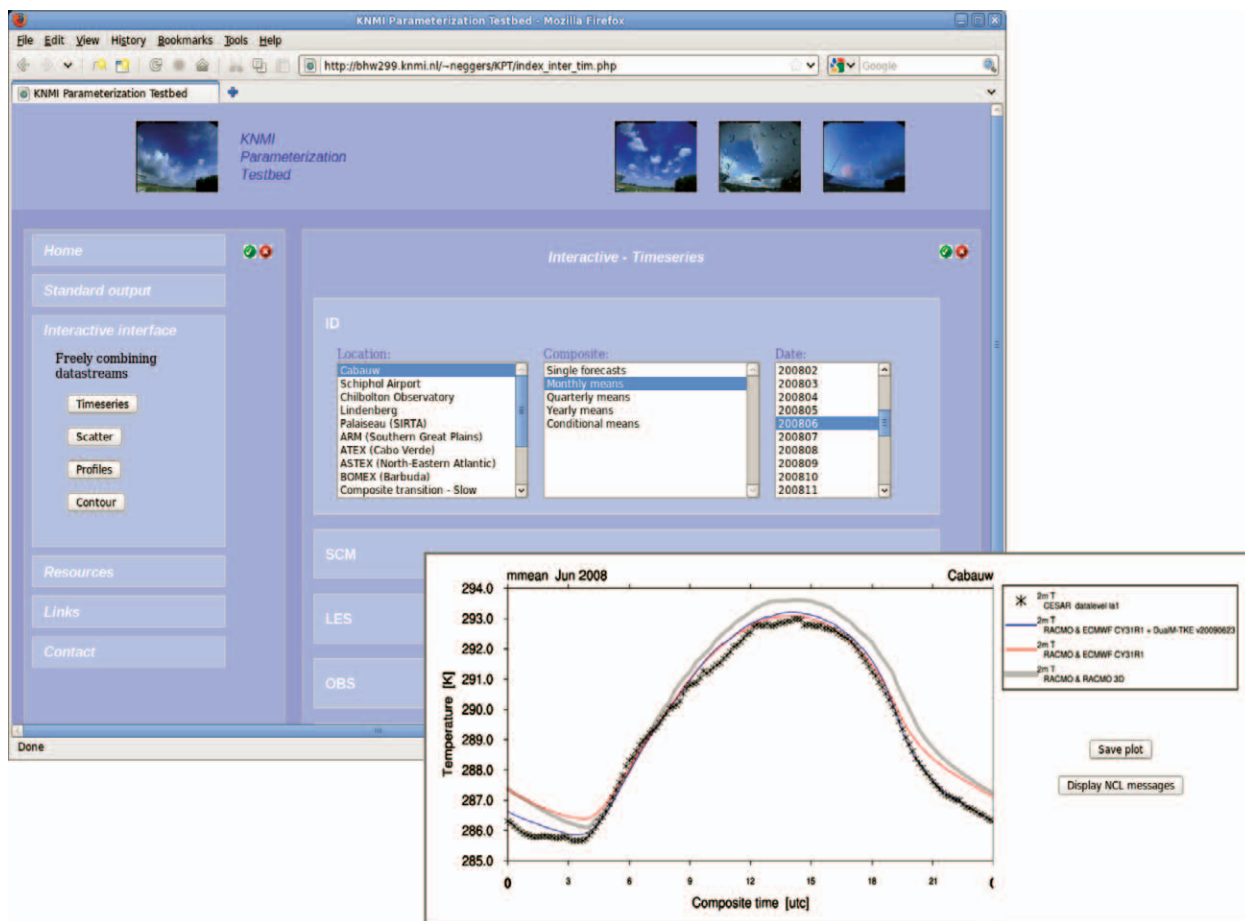 KNMI Parameterization Testbed - Mozilla Firefox
File Edit View History Bookmarks Tools Help
http://bhw299.knmi.nl/~neggers/KPT/index_inter_tim.php
Google
KNMI Parameterization Testbed
KNMI
Parameterization
Testbed
Home
Standard output
Interactive interface
Freely combining
datastreams
Timeseries
Scatter
Profiles
Contour
Resources
Links
Contact
Interactive - Timeseries
ID
Location:
Cabauw
Schiphol Airport
Chilbolton Observatory
Lindenberg
Palaiseau (SIRTA)
ARM (Southern Great Plains)
ATEX (Cabo Verde)
ASTEX (North-Eastern Atlantic)
BOMEX (Barbuda)
Composite transition - Slow
Composite:
Single forecasts
Monthly means
Quarterly means
Yearly means
Conditional means
Date:
200802
200803
200804
200805
200806
200807
200808
200809
200810
200811
SCM
LES
OBS
Done
mmean Jun 2008
Cabauw
294.0
293.0
292.0
291.0
290.0
289.0
288.0
287.0
286.0
285.0
Temperature [K]
0 3 6 9 12 15 18 21 0
Composite time [utc]
2m T
CESAR datalevel la1
2m T
RACMO & ECMWF CY31R1 + DualM-TKE v20090623
2m T
RACMO & ECMWF CY31R1
2m T
RACMO & RACMO 3D
Save plot
Display NCL messages